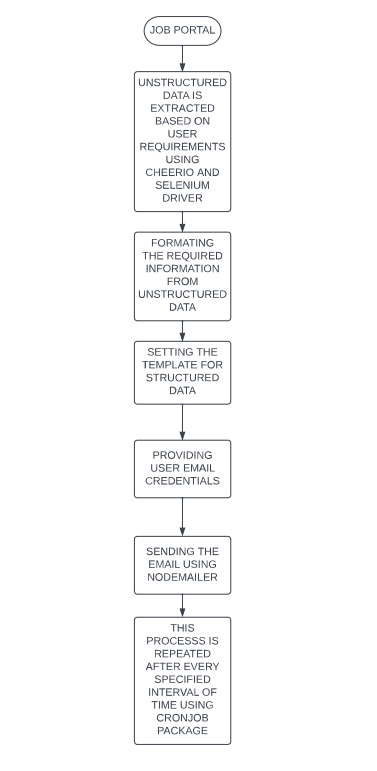 JOB PORTAL
UNSTRUCTURED
DATA IS
EXTRACTED
BASED ON
USER
REQUIREMENTS
USING
CHEERIO AND
SELENIUM
DRIVER
FORMATING
THE REQUIRED
INFORMATION
FROM
UNSTRUCTURED
DATA
SETTING THE
TEMPLATE FOR
STRUCTURED
DATA
PROVIDING
USER EMAIL
CREDENTIALS
SENDING THE
EMAIL USING
NODEMAILER
THIS
PROCESSS IS
REPEATED
AFTER EVERY
SPECIFIED
INTERVAL OF
TIME USING
CRONJOB
PACKAGE